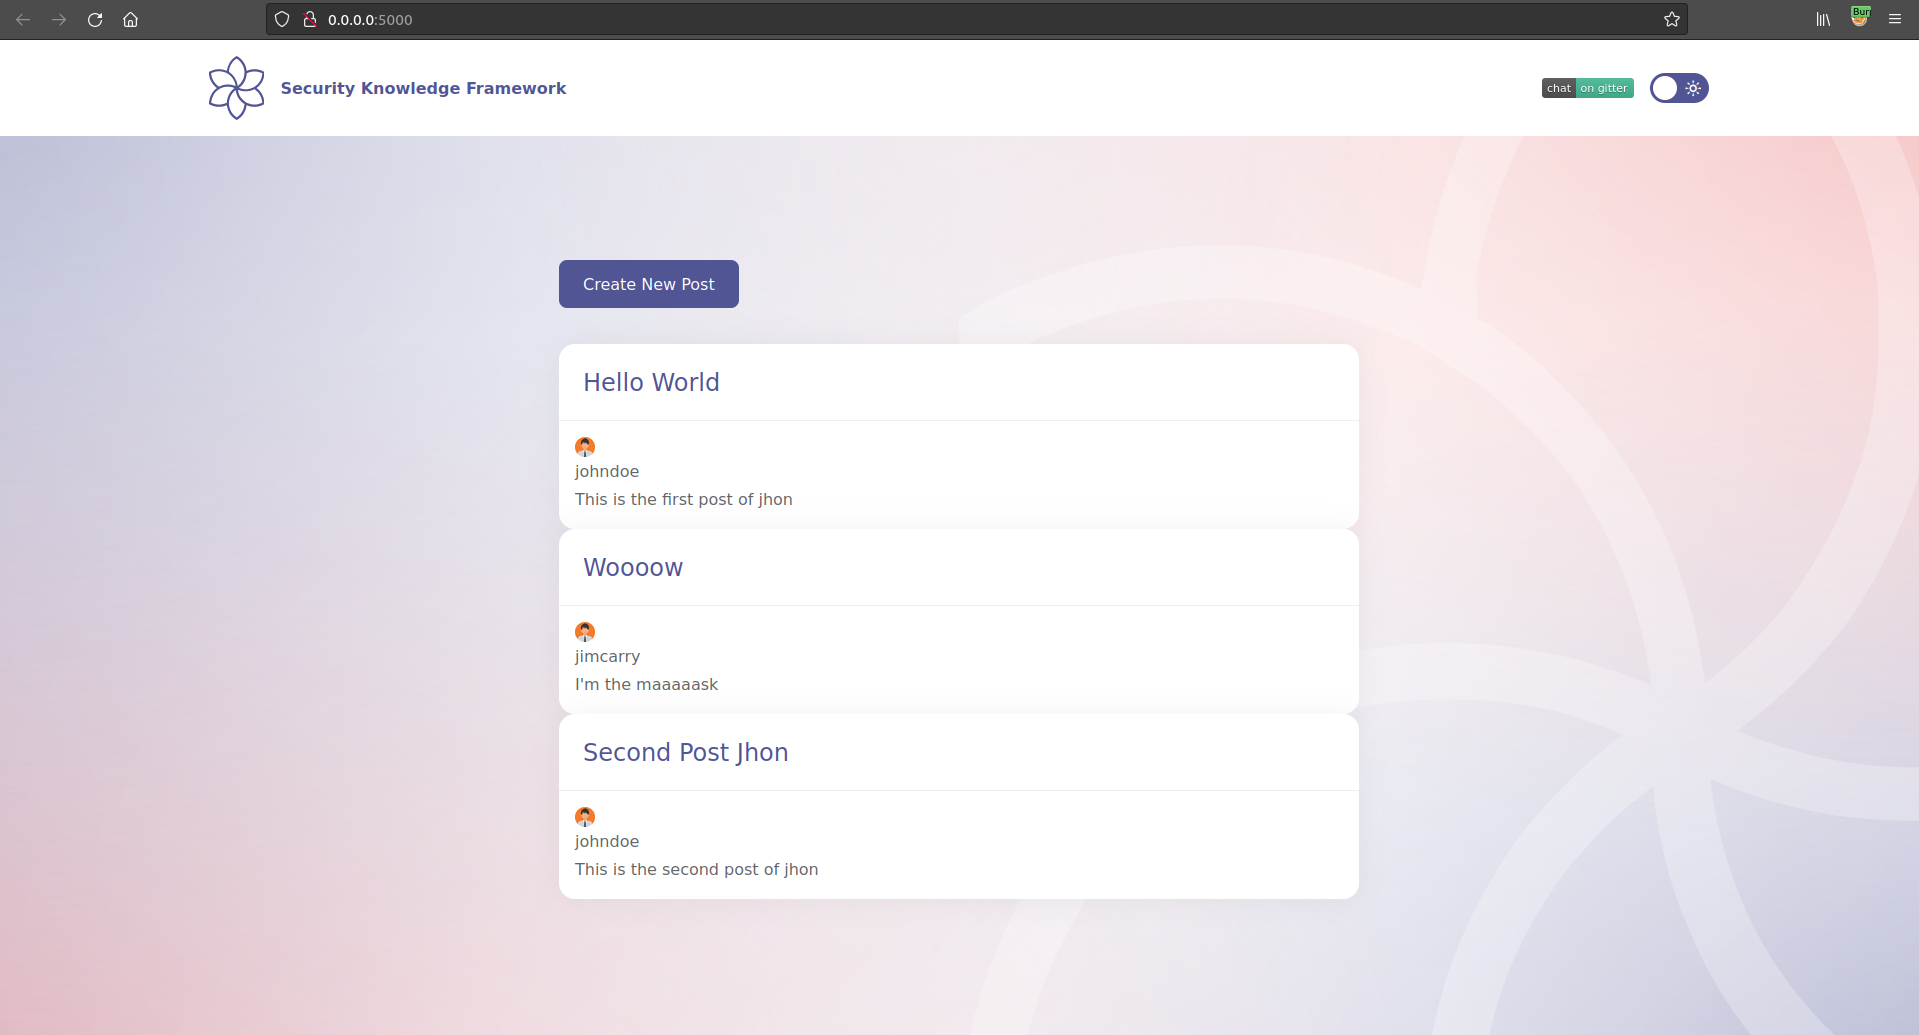 0.0.0.0:5000
Bur
Security Knowledge Framework
chat on gitter
Create New Post
Hello World
johndoe
This is the first post of jhon
Woooow
jimcarry
I'm the maaaaask
Second Post Jhon
johndoe
This is the second post of jhon